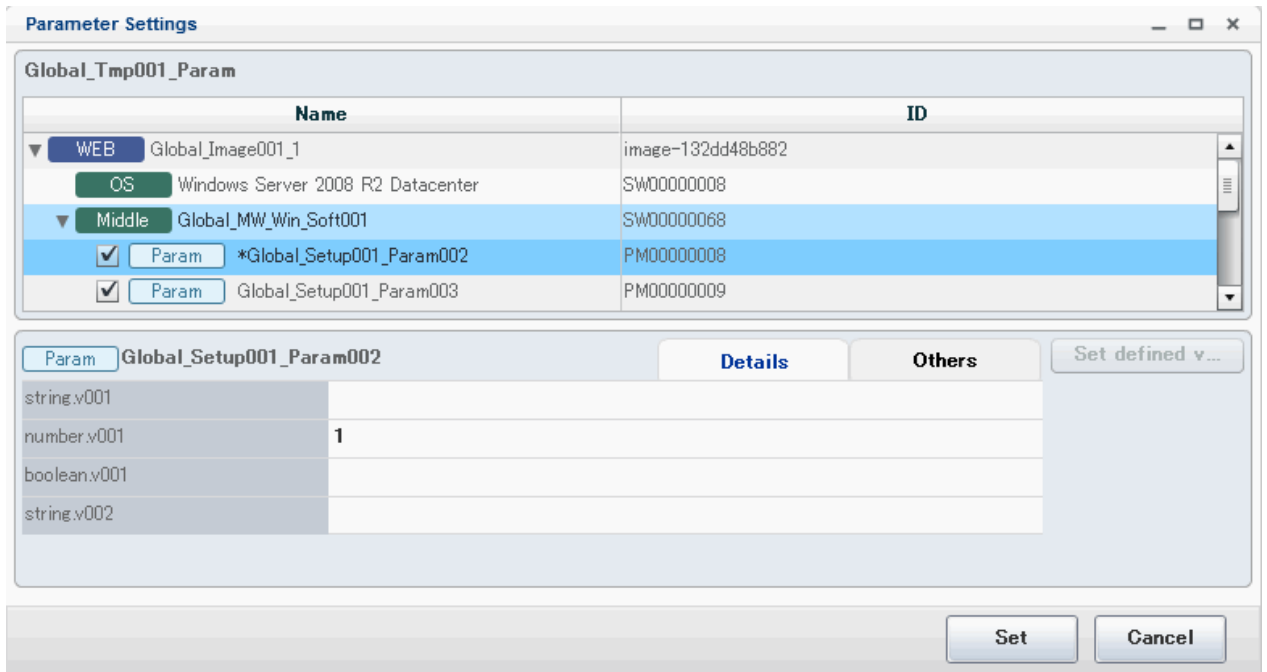 Parameter Settings
Global_Tmp001_Param
Name ID
WEB Global_Image001_1 image-132dd48b882
OS Windows Server 2008 R2 Datacenter SW00000008
Middle Global_MW_Win_Soft001 SW00000068
Param *Global_Setup001_Param002 PM00000008
Param Global_Setup001_Param003 PM00000009
Param Global_Setup001_Param002 Details Others Set defined v...
string.v001
number.v001 1
boolean.v001
string.v002
Set Cancel